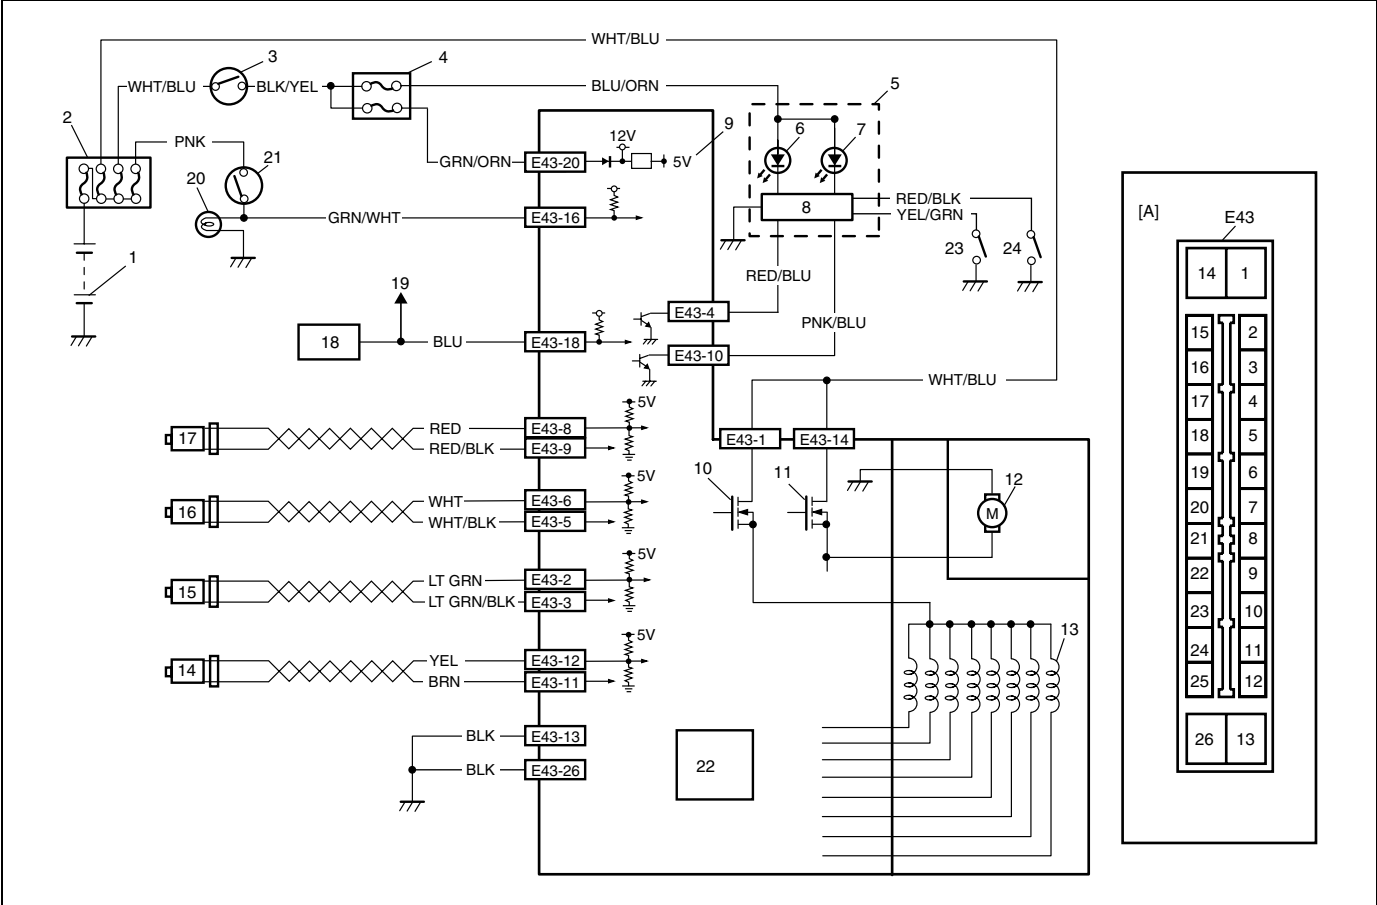 WHT/BLU
3
4
WHT/BLU
BLK/YEL
BLU/ORN
5
2
9
6
7
12V
PNK
21
GRN/ORN
E43-20
5V
20
RED/BLK
[A]
8
YEL/GRN
GRN/WHT
E43-16
E43
23
24
1
14
1
RED/BLU
19
E43-4
PNK/BLU
15
2
18
BLU
E43-18
E43-10
16
3
WHT/BLU
17
4
5V
RED
E43-8
17
E43-1
E43-14
18
5
RED/BLK
E43-9
10
11
12
19
6
5V
WHT
E43-6
16
M
20
7
WHT/BLK
E43-5
21
8
5V
LT GRN
E43-2
22
9
15
LT GRN/BLK
E43-3
23
10
5V
13
YEL
E43-12
24
11
14
BRN
E43-11
25
12
BLK
E43-13
26
13
BLK
E43-26
22